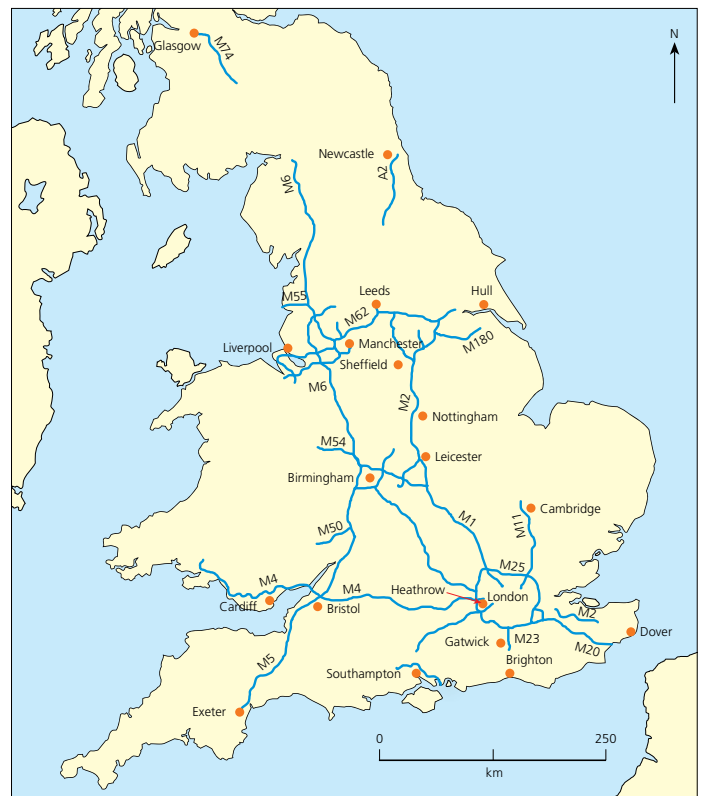 N
Glasgow
M74
Newcastle
A2
M6
Leeds
Hull
M55
M62
M180
Liverpool
Manchester
Sheffield
M6
M2
Nottingham
M54
Leicester
Birmingham
Cambridge
M1
M11
M50
M25
M4
M4
Heathrow
London
Cardiff
Bristol
M2
Dover
Gatwick
M23
M20
M5
Brighton
Southampton
Exeter
0
250
km